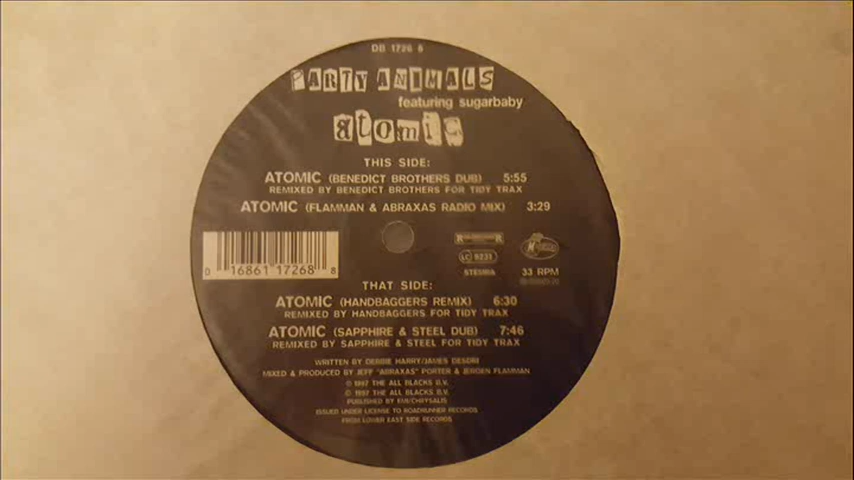 DB 1726 8
PARTY ANIMALS
featuring sugarbaby
atomic
THIS SIDE:
ATOMIC (BENEDICT BROTHERS DUB) 5:55
REMIXED BY BENEDICT BROTHERS FOR TIDY TRAX
ATOMIC (FLAMMAN & ABRAXAS RADIO MIX) 3:29
0 16861 17268 8
LC 9231
STEMRA
33 RPM
THAT SIDE:
ATOMIC (HANDBAGGERS REMIX) 6:30
REMIXED BY HANDBAGGERS FOR TIDY TRAX
ATOMIC (SAPPHIRE & STEEL DUB) 7:46
REMIXED BY SAPPHIRE & STEEL FOR TIDY TRAX
WRITTEN BY DEBBIE HARRY/JAMES DESTRI
MIXED & PRODUCED BY JEFF "ABRAXAS" PORTER & JEROEN FLAMMAN
© 1997 THE ALL BLACKS B.V.
© 1997 THE ALL BLACKS B.V.
PUBLISHED BY EMI/CHRYSALIS
ISSUED UNDER LICENSE TO ROADRUNNER RECORDS
FROM LOWER EAST SIDE RECORDS